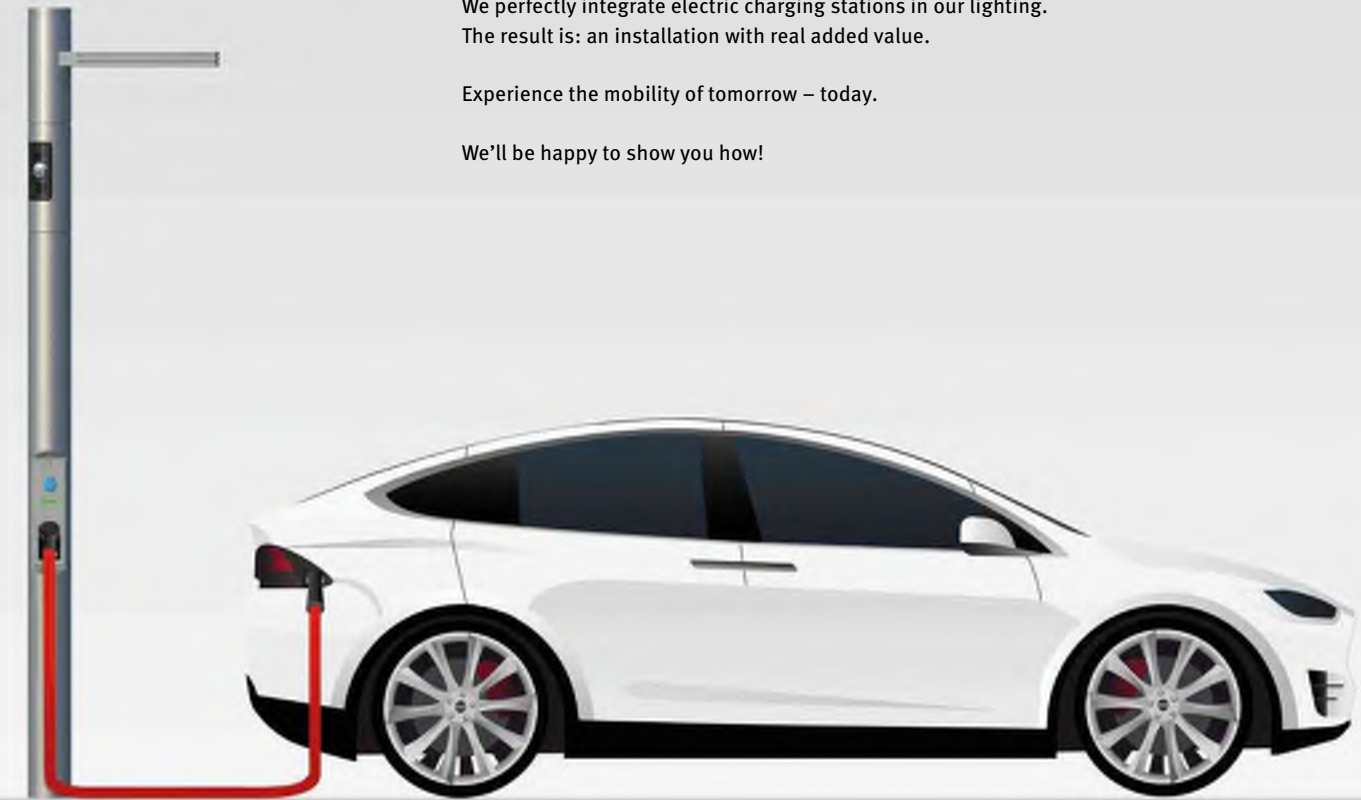 We perfectly integrate electric charging stations in our lighting.
The result is: an installation with real added value.
Experience the mobility of tomorrow – today.
We’ll be happy to show you how!